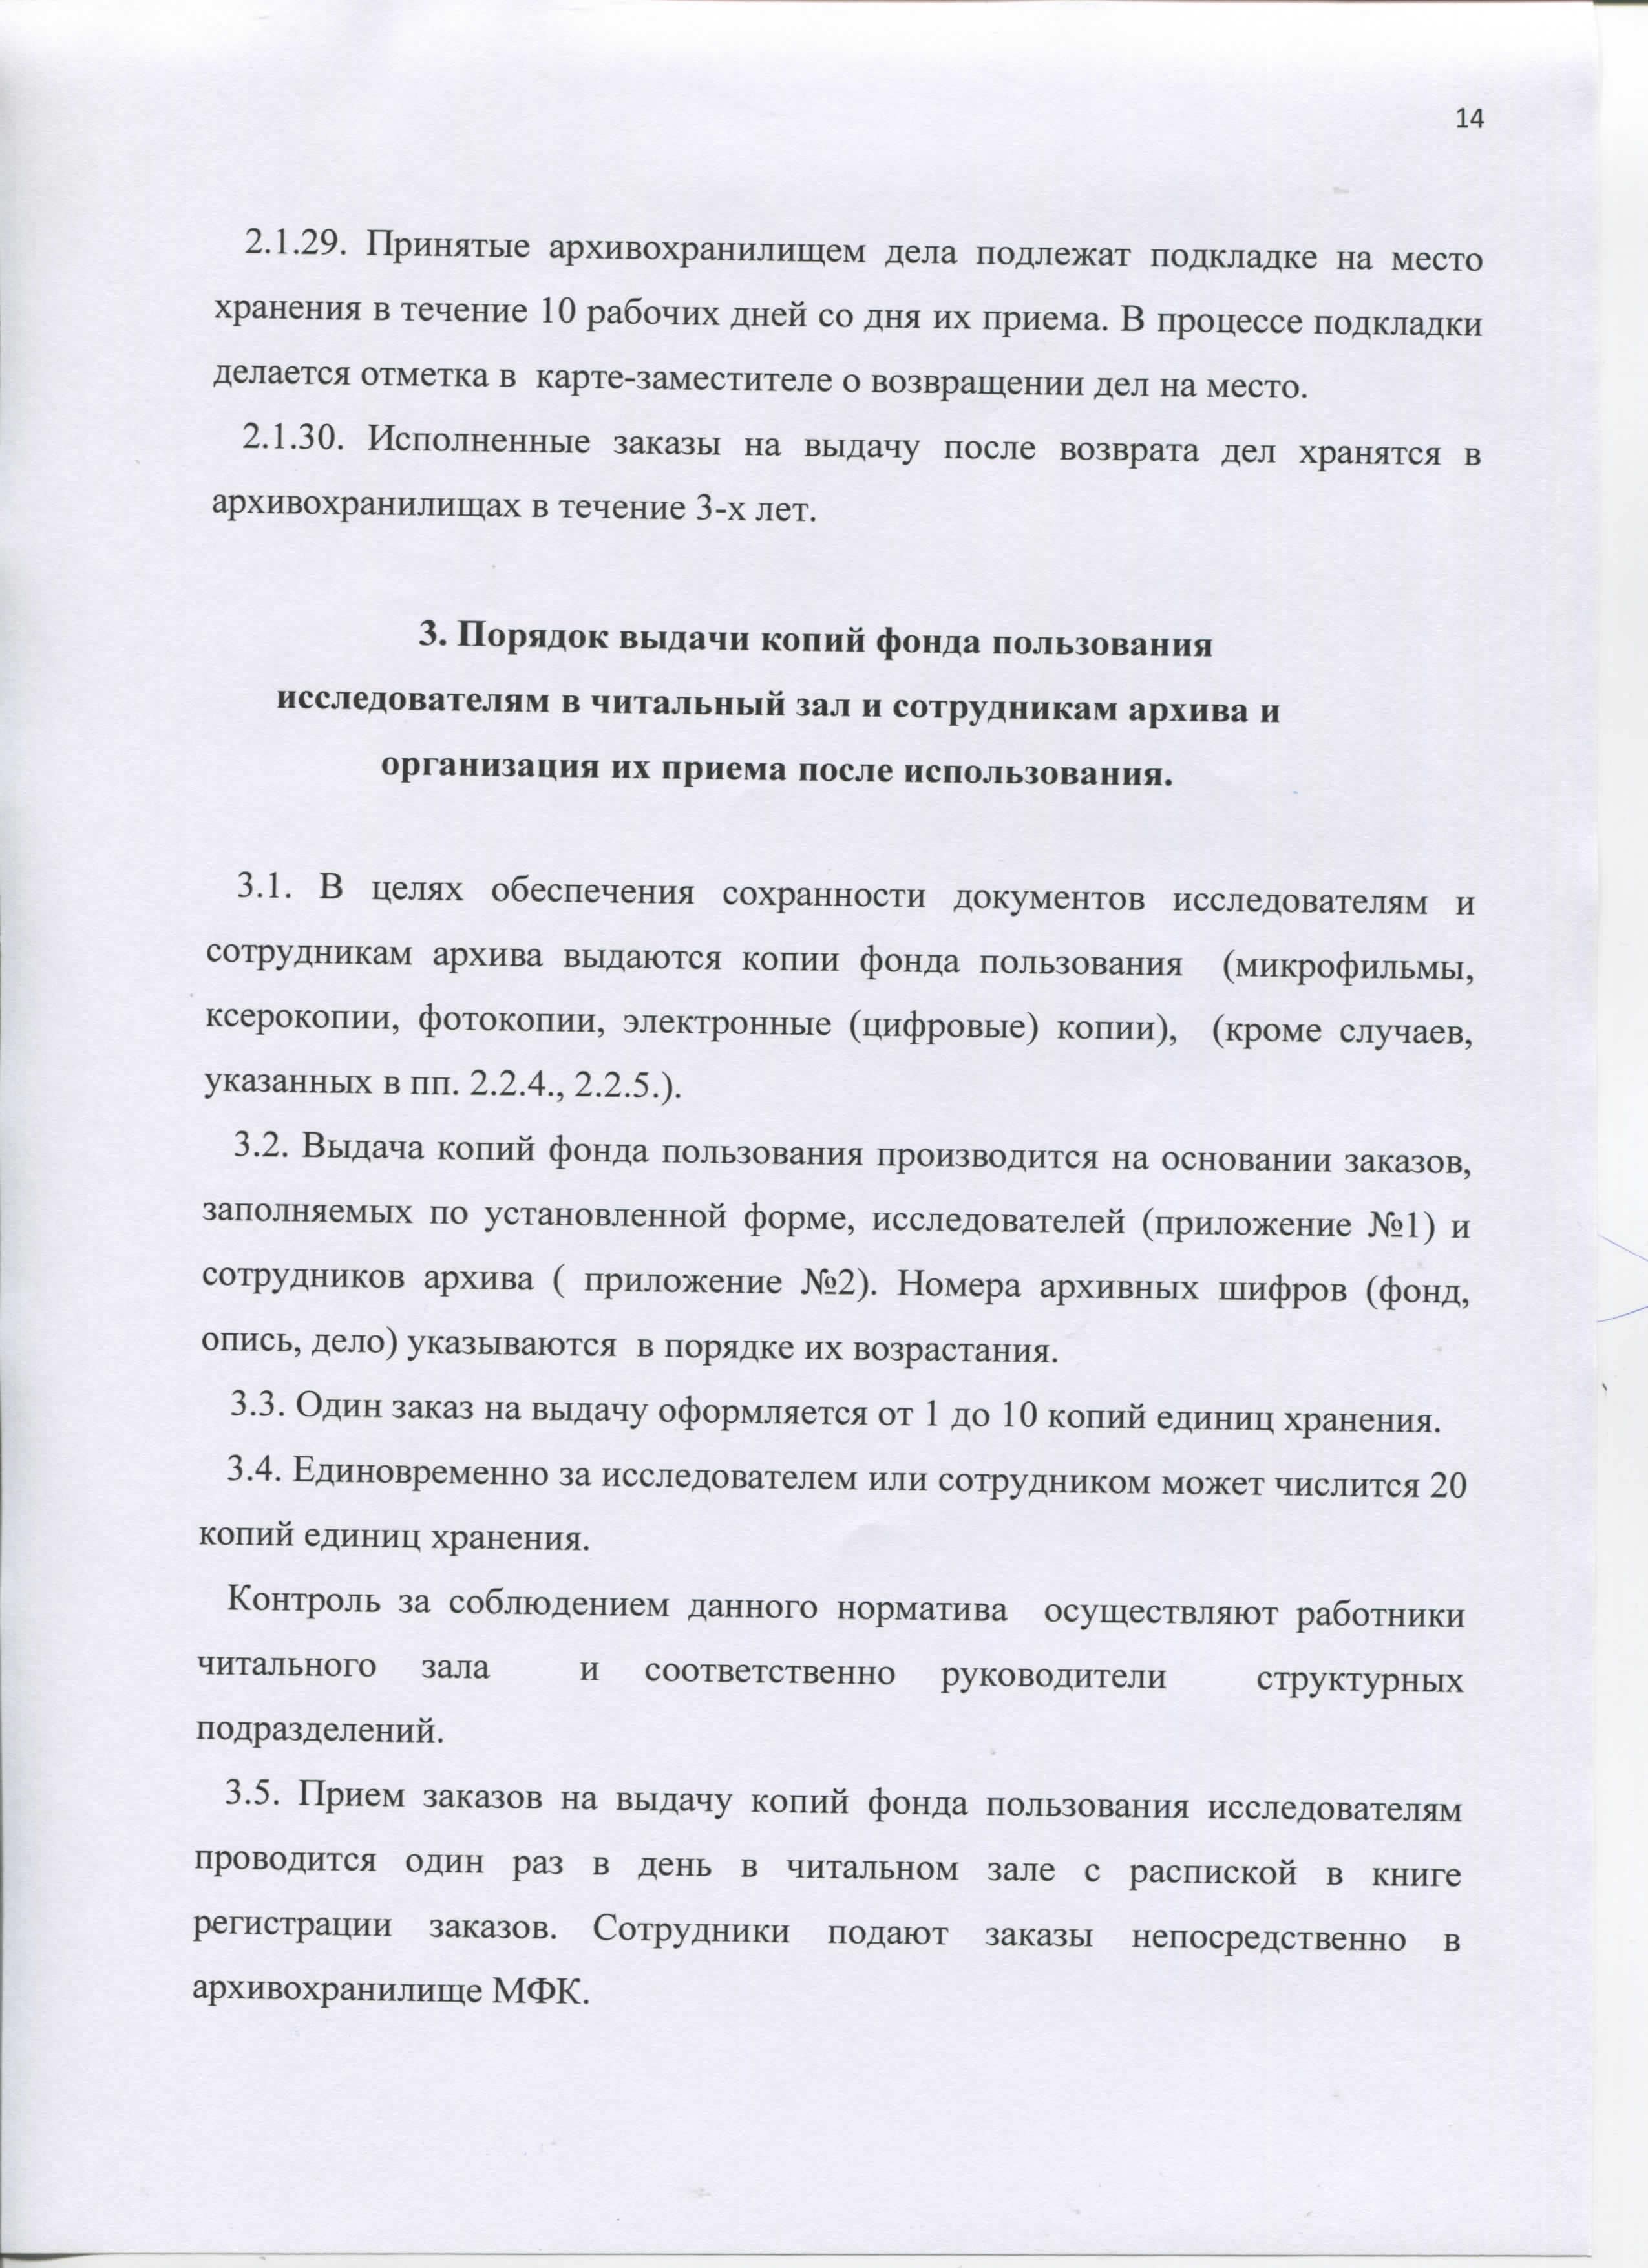 14
2.1.29. Принятые архивохранилищем дела подлежат подкладке на место
хранения в течение 10 рабочих дней со дня их приема. В процессе подкладки
делается отметка в карте-заместителе о возвращении дел на место.
2.1.30. Исполненные заказы на выдачу после возврата дел хранятся в
архивохранилищах в течение 3-х лет.
3. Порядок выдачи копий фонда пользования
исследователям в читальный зал и сотрудникам архива и
организация их приема после использования.
3.1. В целях обеспечения сохранности документов исследователям и
сотрудникам архива выдаются копии фонда пользования (микрофильмы,
ксерокопии, фотокопии, электронные (цифровые) копии), (кроме случаев,
указанных в пп. 2.2.4., 2.2.5.).
3.2. Выдача копий фонда пользования производится на основании заказов,
заполняемых по установленной форме, исследователей (приложение №1) и
сотрудников архива ( приложение №2). Номера архивных шифров (фонд,
опись, дело) указываются в порядке их возрастания.
3.3. Один заказ на выдачу оформляется от 1 до 10 копий единиц хранения.
3.4. Единовременно за исследователем или сотрудником может числится 20
копий единиц хранения.
Контроль за соблюдением данного норматива осуществляют работники
читального зала и соответственно руководители структурных
подразделений.
3.5. Прием заказов на выдачу копий фонда пользования исследователям
проводится один раз в день в читальном зале с распиской в книге
регистрации заказов. Сотрудники подают заказы непосредственно в
архивохранилище МФК.